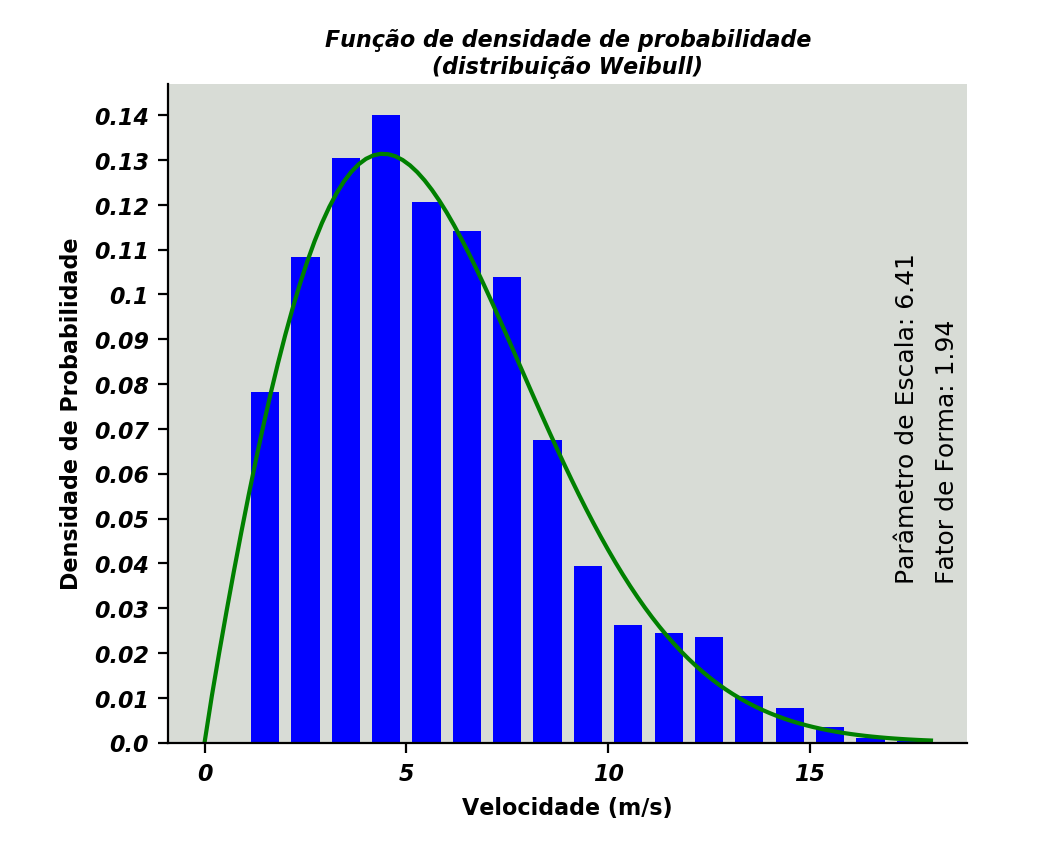 Função de densidade de probabilidade
(distribuição Weibull)
Densidade de Probabilidade
0.14
0.13
0.12
0.11
0.1
0.09
0.08
0.07
0.06
0.05
0.04
0.03
0.02
0.01
0.0
Parâmetro de Escala: 6.41
Fator de Forma: 1.94
0 5 10 15
Velocidade (m/s)